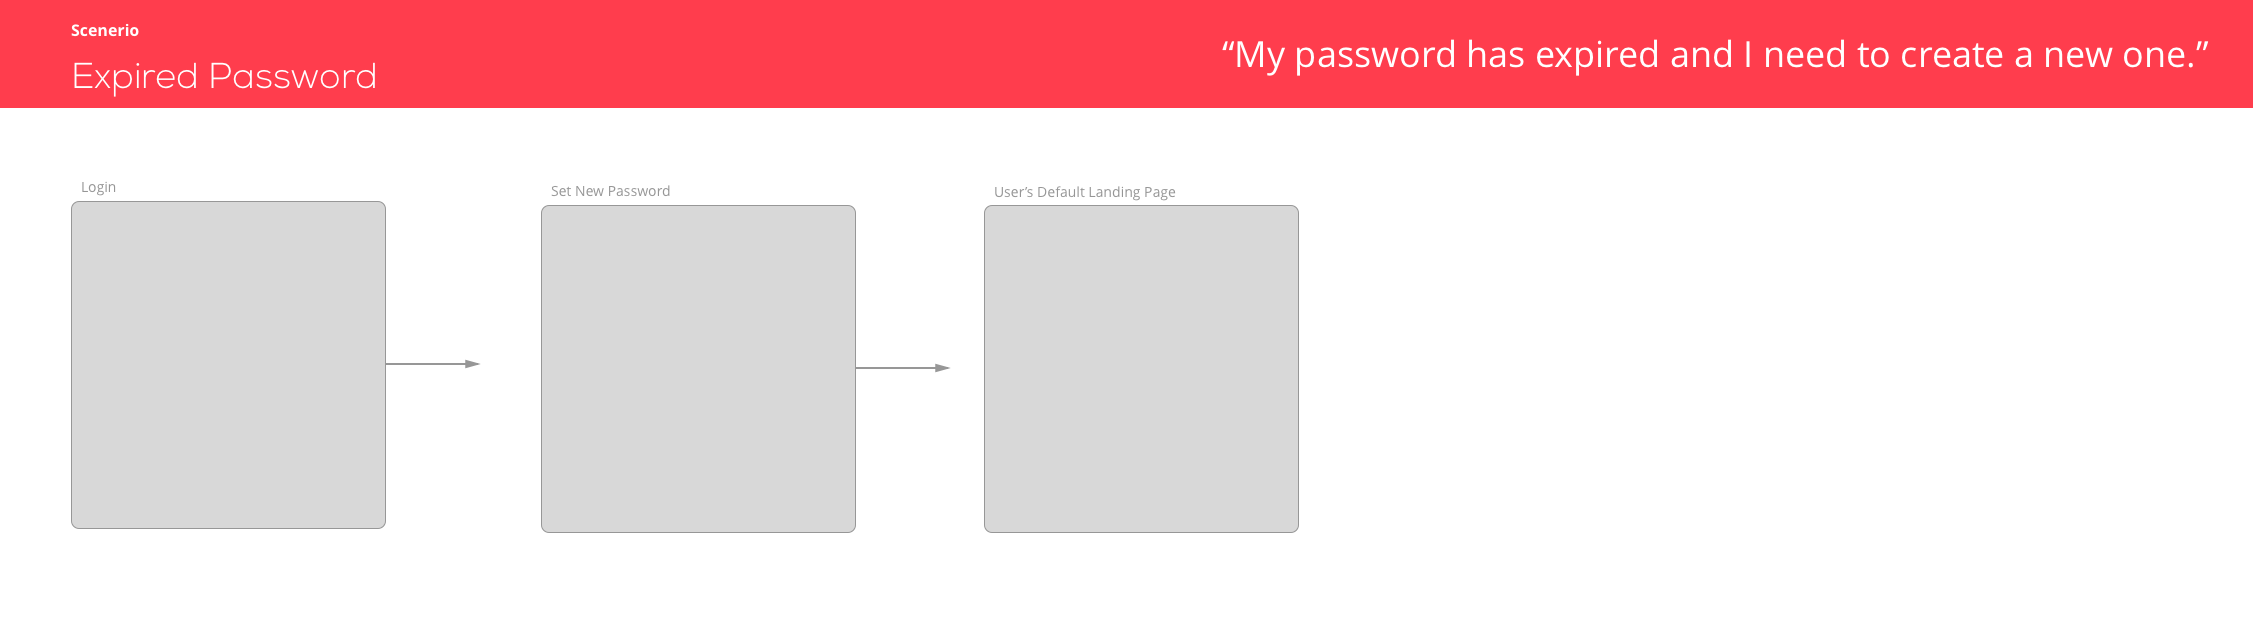 Scenerio
Expired Password
“My password has expired and I need to create a new one.”
Login
Set New Password
User’s Default Landing Page